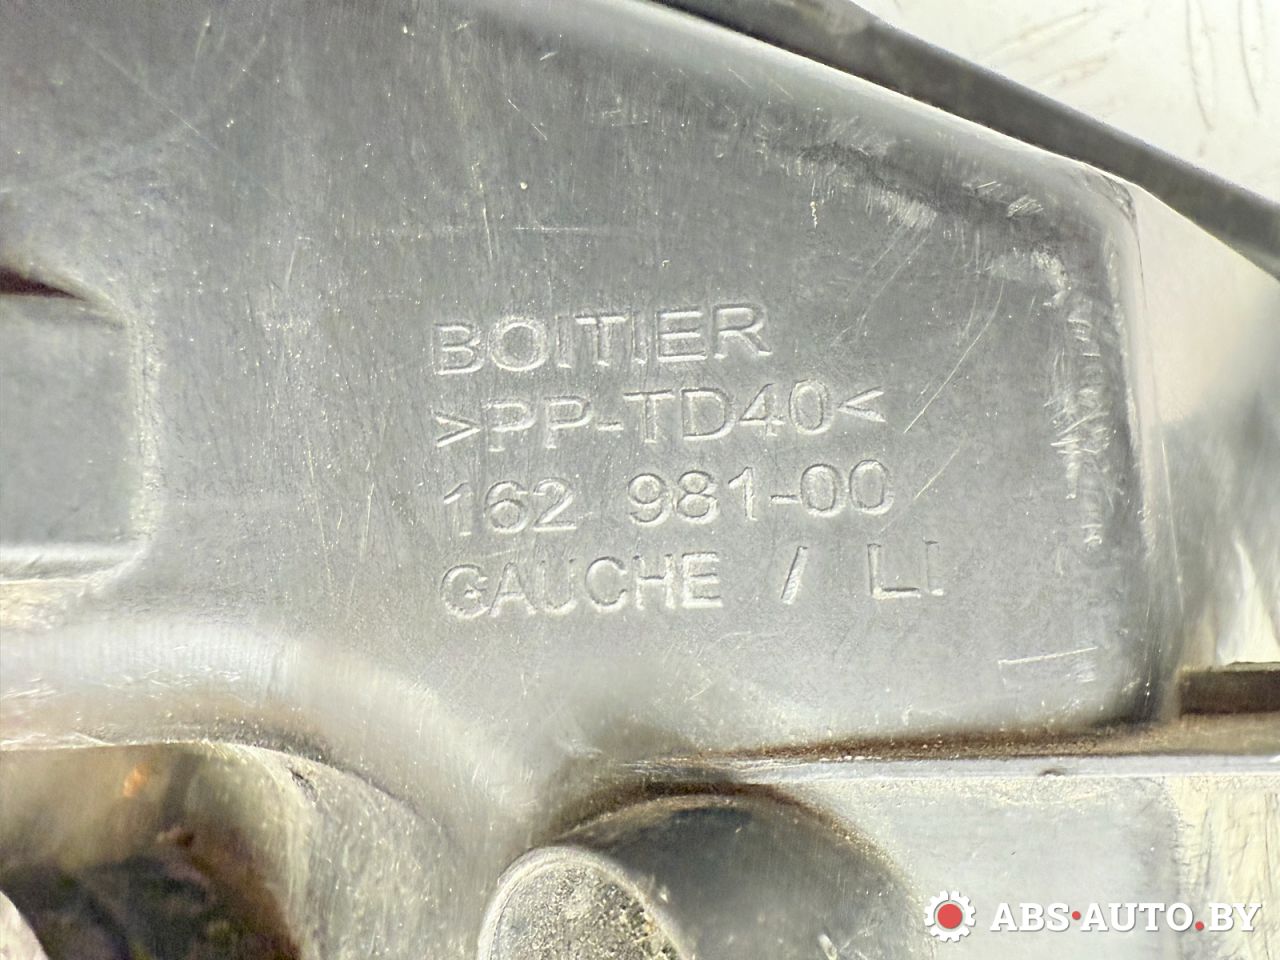 BOITIER
>PP-TD40<
162 981-00
GAUCHE / LI
ABS·AUTO.BY